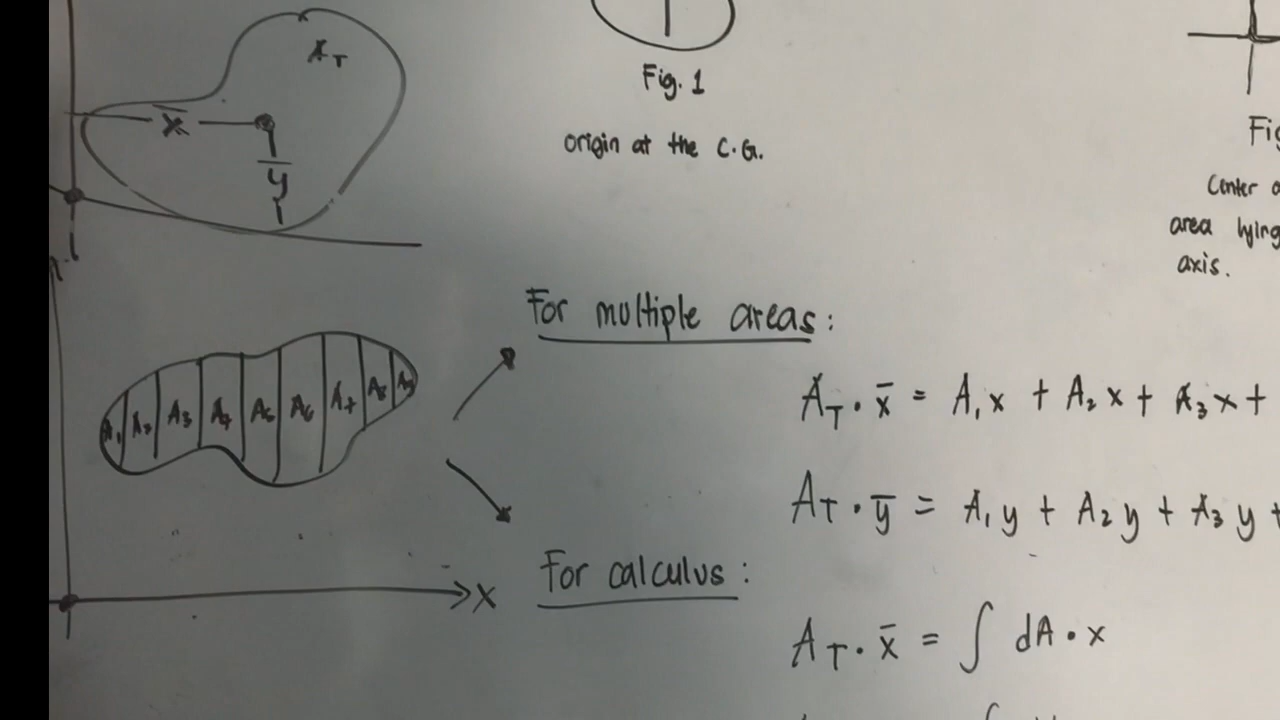 A_T
x̄
ȳ
Fig. 1
origin at the C.G.
Center
area lying
axis.
A₁ A₂ A₃ A₄ A₅ A₆ A₇ A₈ A₉
x
For multiple areas:
A_T · x̄ = A₁x + A₂x + A₃x +
A_T · ȳ = A₁y + A₂y + A₃y +
For calculus:
A_T · x̄ = ∫ dA · x